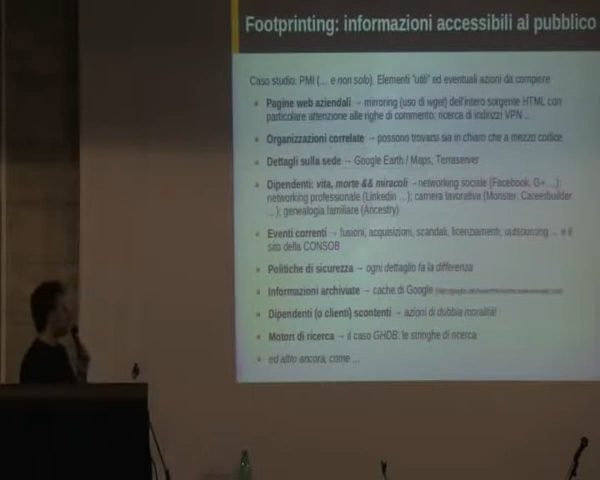 Footprinting: informazioni accessibili al pubblico
Caso studio: PMI (... e non solo). Elementi "utili" ed eventuali azioni da compiere
Pagine web aziendali → mirroring (uso di wget) dell'intero sorgente HTML con
particolare attenzione alle righe di commento; ricerca di indirizzi VPN ...
Organizzazioni correlate → possono trovarsi sia in chiaro che a mezzo codice
Dettagli sulla sede → Google Earth / Maps, Terraserver
Dipendenti: vita, morte && miracoli → networking sociale (Facebook, G+ ...);
networking professionale (Linkedin ...); carriera lavorativa (Monster, Careerbuilder
...); genealogia familiare (Ancestry)
Eventi correnti → fusioni, acquisizioni, scandali, licenziamenti, outsourcing ... e il
sito della CONSOB
Politiche di sicurezza → ogni dettaglio fa la differenza
Informazioni archiviate → cache di Google
Dipendenti (o clienti) scontenti → azioni di dubbia moralità!
Motori di ricerca → il caso GHDB: le stringhe di ricerca
ed altro ancora, come ...